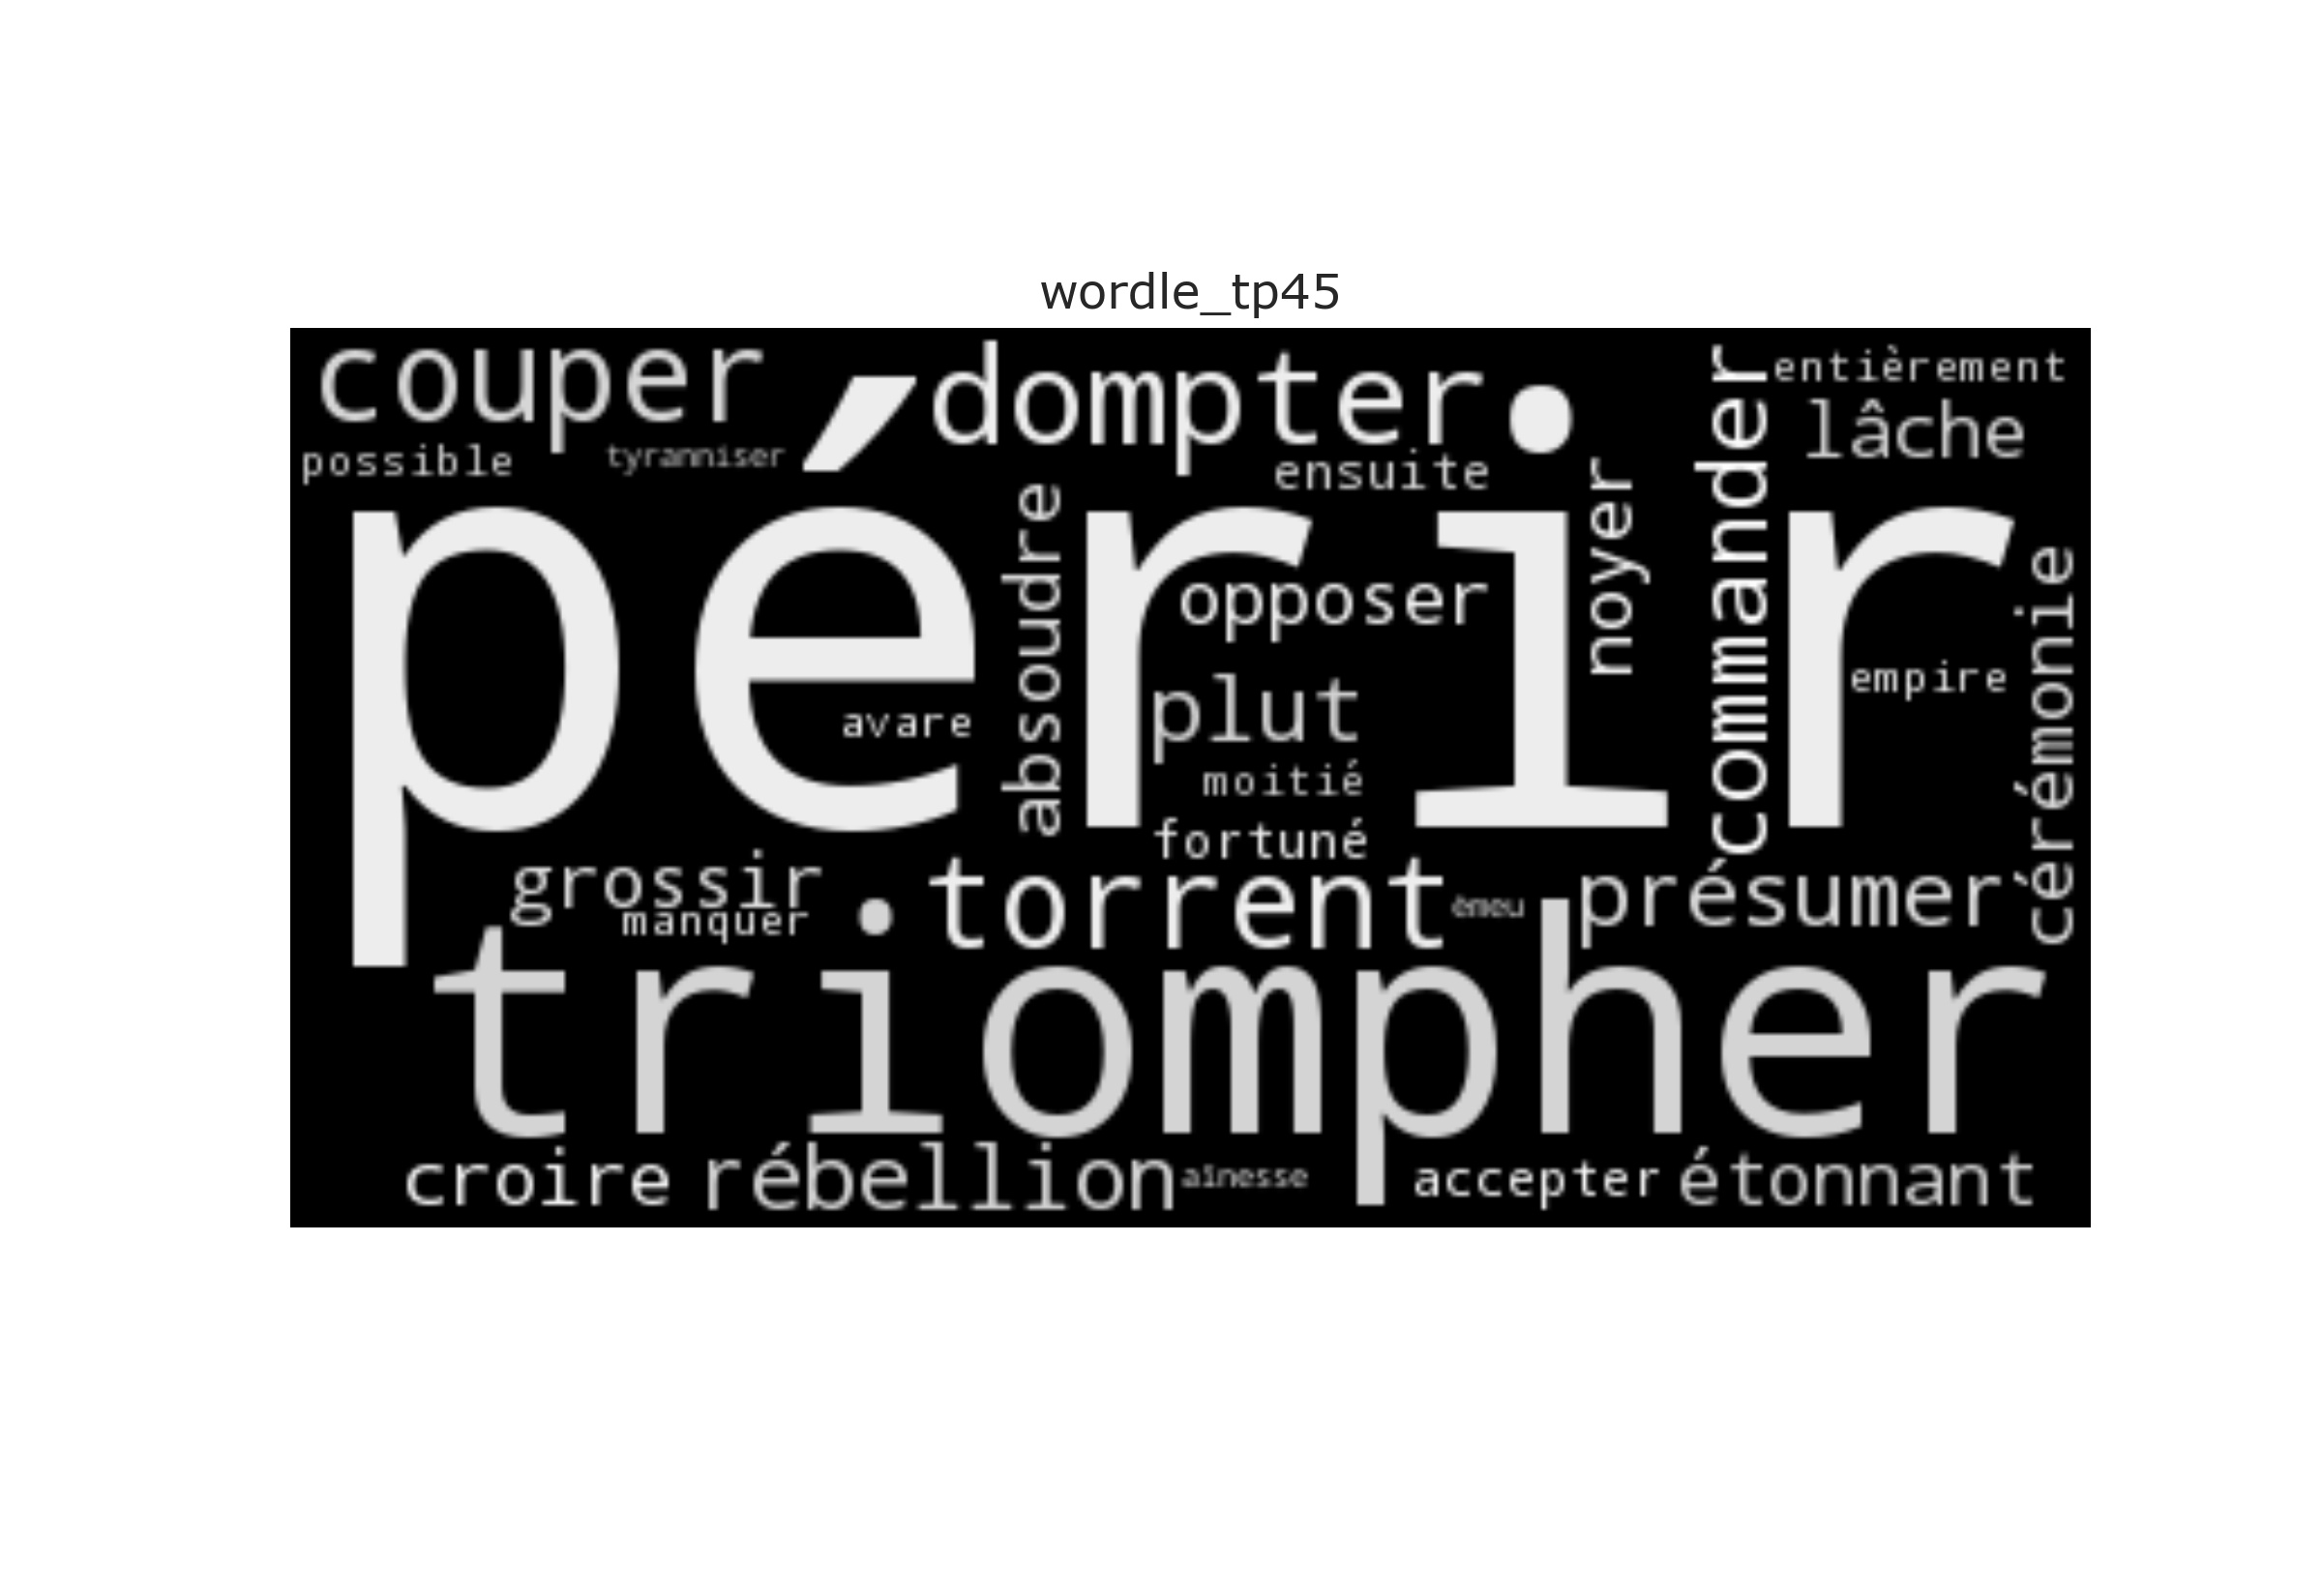 wordle_tp45
couper
dompter
commander
entièrement
lâche
possible
tyranniser
ensuite
périr
absoudre
noyer
opposer
cérémonie
plut
empire
avare
moitié
fortuné
grossir
manquer
torrent
émeu
présumer
triompher
croire
rébellion
aînesse
accepter
étonnant